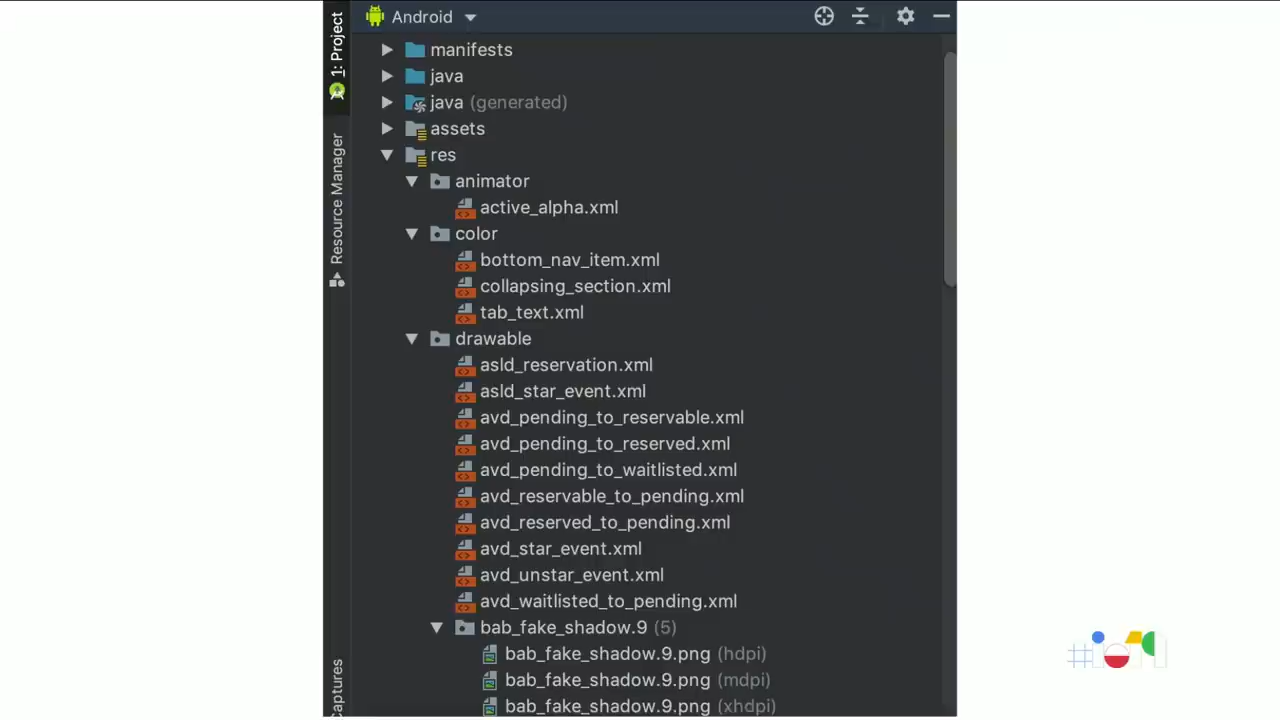 Android
1: Project
Resource Manager
Captures
manifests
java
java (generated)
assets
res
animator
active_alpha.xml
color
bottom_nav_item.xml
collapsing_section.xml
tab_text.xml
drawable
asld_reservation.xml
asld_star_event.xml
avd_pending_to_reservable.xml
avd_pending_to_reserved.xml
avd_pending_to_waitlisted.xml
avd_reservable_to_pending.xml
avd_reserved_to_pending.xml
avd_star_event.xml
avd_unstar_event.xml
avd_waitlisted_to_pending.xml
bab_fake_shadow.9 (5)
bab_fake_shadow.9.png (hdpi)
bab_fake_shadow.9.png (mdpi)
bab_fake_shadow.9.png (xhdpi)
#io19